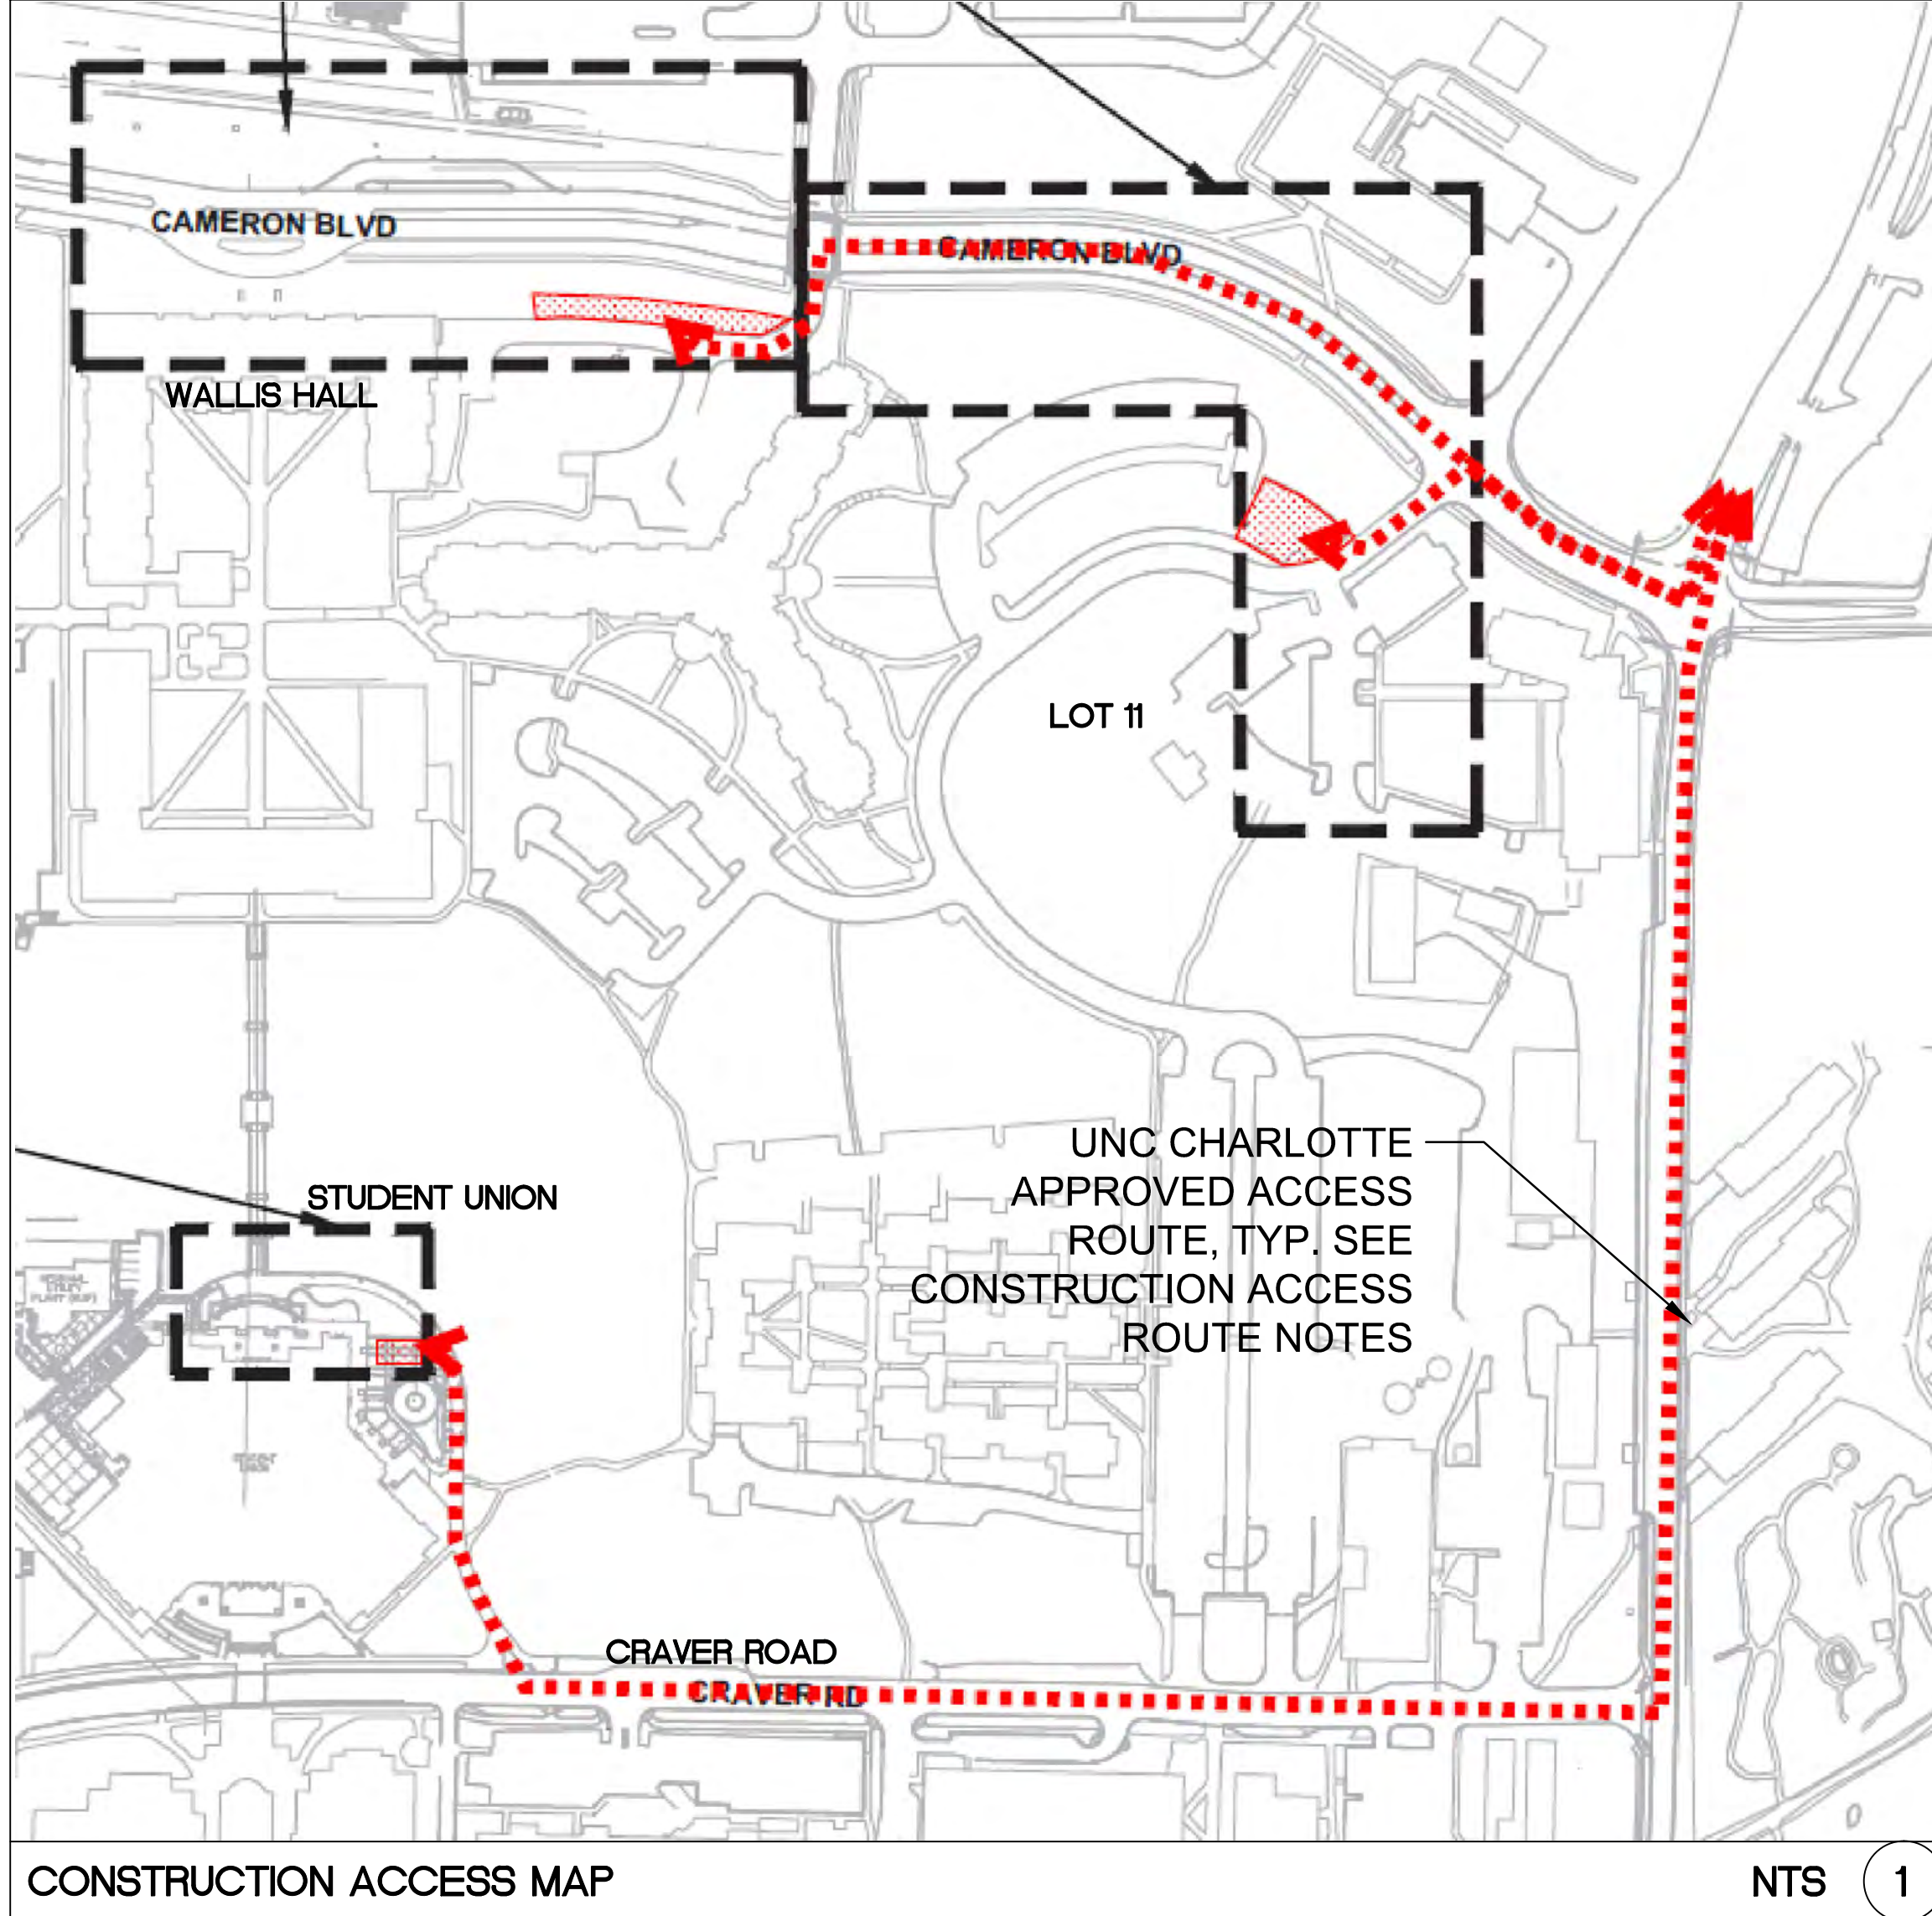 CAMERON BLVD
CAMERON BLVD
WALLIS HALL
LOT 11
UNC CHARLOTTE
APPROVED ACCESS
ROUTE, TYP. SEE
CONSTRUCTION ACCESS
ROUTE NOTES
STUDENT UNION
CRAVER ROAD
CRAVER RD
CONSTRUCTION ACCESS MAP
NTS
1